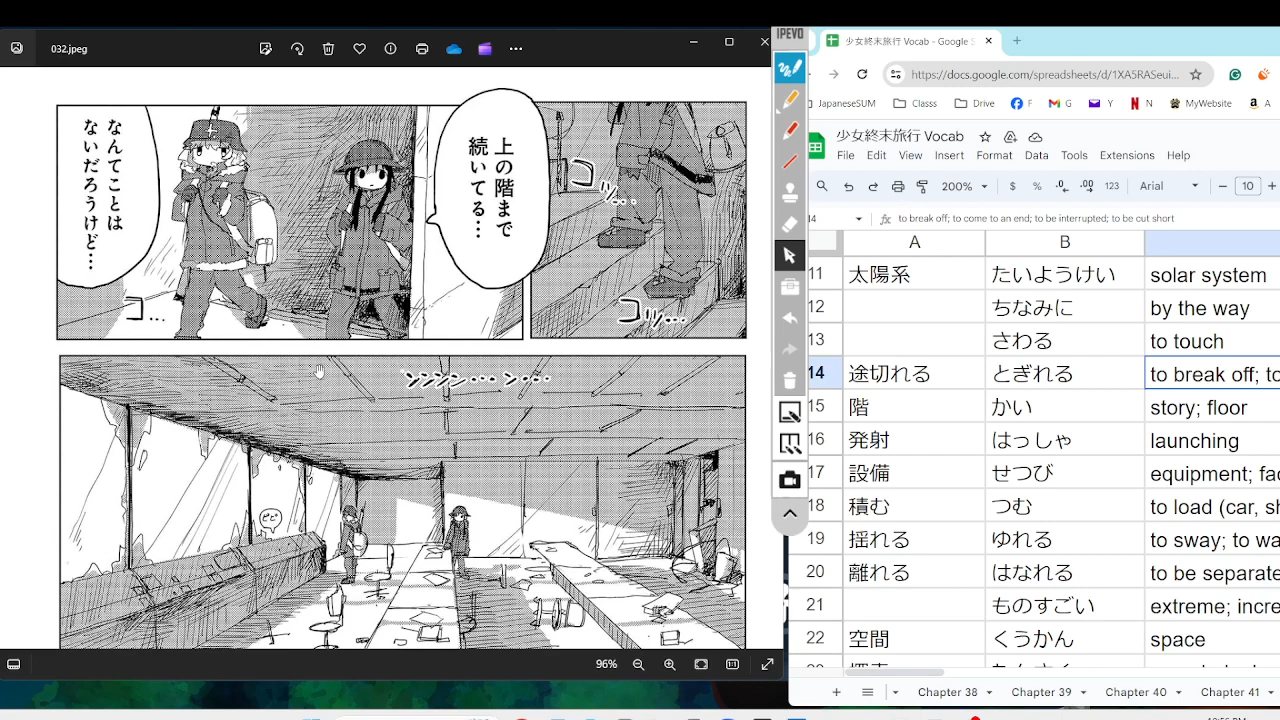 032.jpeg
上の階まで
続いてる…
なんてことは
ないだろうけど…
コッ…
コッ…
コ…
ンンンン…ン…
ピピ
96%
IPEVO
少女終末旅行 Vocab - Google S
https://docs.google.com/spreadsheets/d/1XA5RASeui...
JapaneseSUM
Classs
Drive
F
G
Y
N
MyWebsite
A
少女終末旅行 Vocab
File Edit View Insert Format Data Tools Extensions Help
200% $ % .0 .00 123 Arial 10
fx to break off; to come to an end; to be interrupted; to be cut short
A B
11 太陽系 たいようけい solar system
12 ちなみに by the way
13 さわる to touch
14 途切れる とぎれる to break off; to
15 階 かい story; floor
16 発射 はっしゃ launching
17 設備 せつび equipment; fac
18 積む つむ to load (car, sh
19 揺れる ゆれる to sway; to wa
20 離れる はなれる to be separate
21 ものすごい extreme; incre
22 空間 くうかん space
Chapter 38 Chapter 39 Chapter 40 Chapter 41